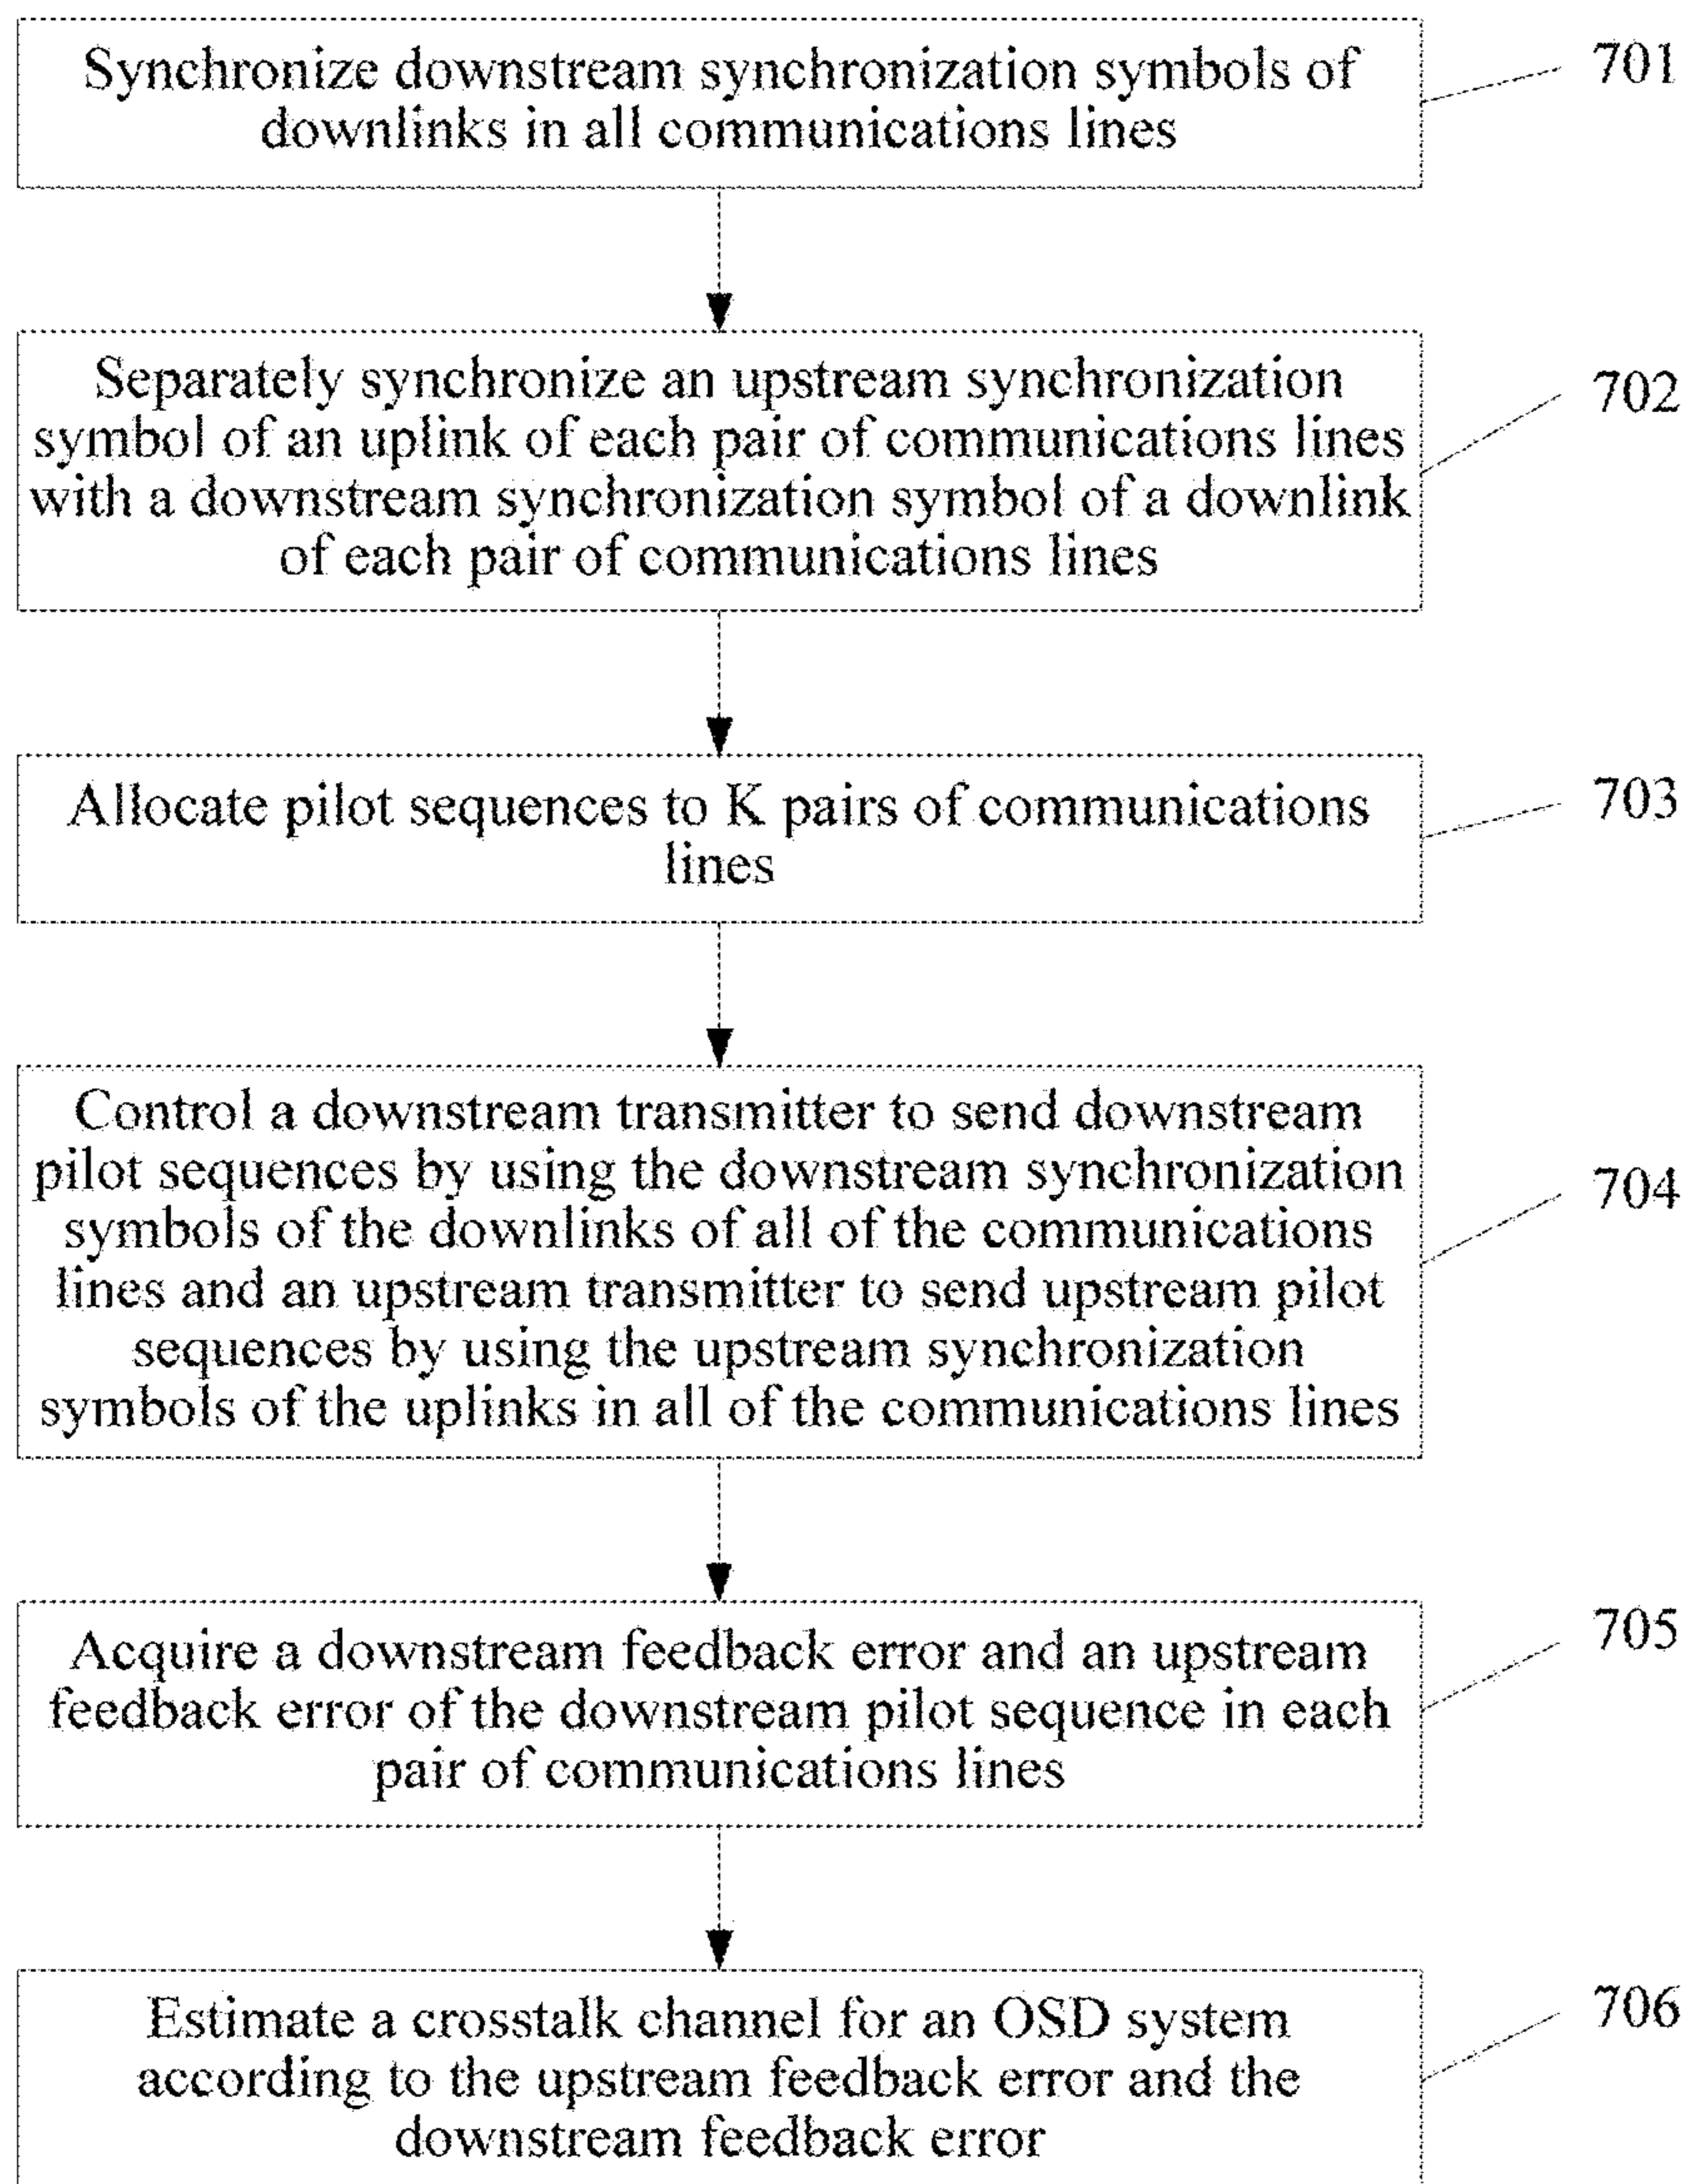 Synchronize downstream synchronization symbols of
downlinks in all communications lines
701
Separately synchronize an upstream synchronization
symbol of an uplink of each pair of communications lines
with a downstream synchronization symbol of a downlink
of each pair of communications lines
702
Allocate pilot sequences to K pairs of communications
lines
703
Control a downstream transmitter to send downstream
pilot sequences by using the downstream synchronization
symbols of the downlinks of all of the communications
lines and an upstream transmitter to send upstream pilot
sequences by using the upstream synchronization
symbols of the uplinks in all of the communications lines
704
Acquire a downstream feedback error and an upstream
feedback error of the downstream pilot sequence in each
pair of communications lines
705
Estimate a crosstalk channel for an OSD system
according to the upstream feedback error and the
downstream feedback error
706